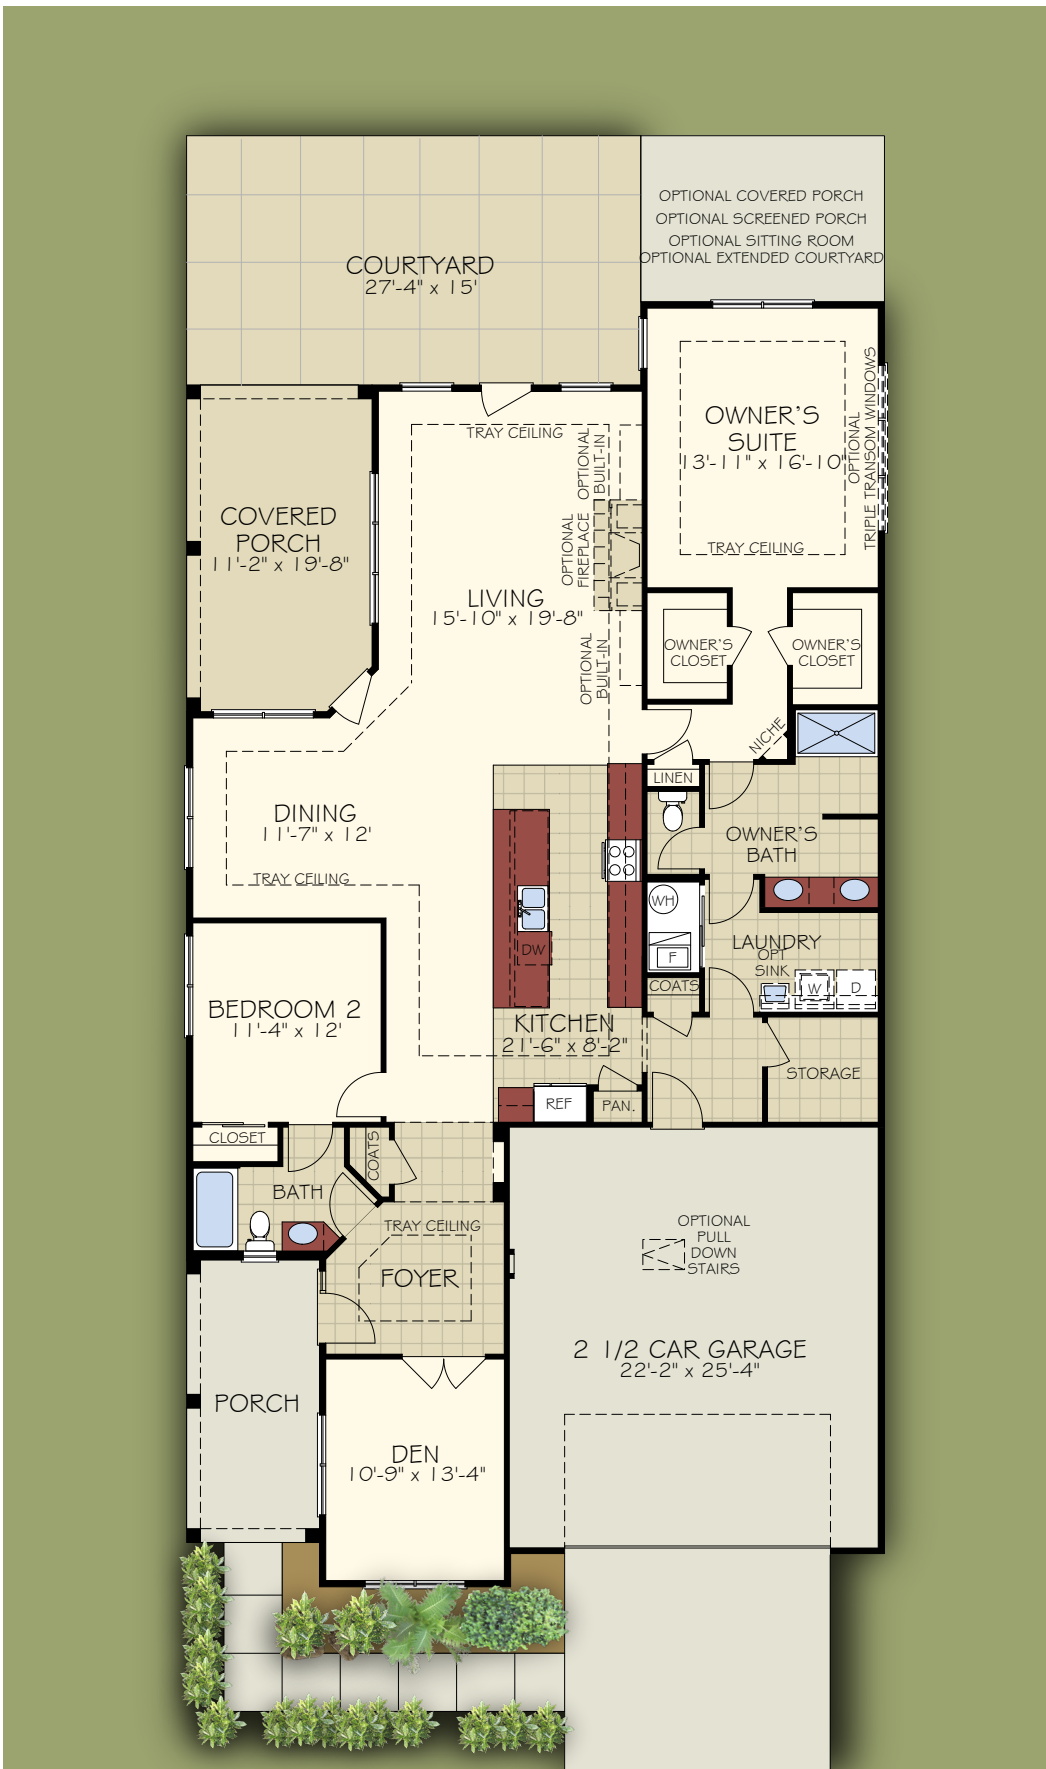 OPTIONAL COVERED PORCH
OPTIONAL SCREENED PORCH
OPTIONAL SITTING ROOM
OPTIONAL EXTENDED COURTYARD
COURTYARD
27'-4" x 15'
OWNER'S
SUITE
13'-11" x 16'-10"
TRAY CEILING
OPTIONAL
TRIPLE TRANSOM WINDOWS
TRAY CEILING
OPTIONAL
BUILT-IN
OPTIONAL
FIREPLACE
OPTIONAL
BUILT-IN
COVERED
PORCH
11'-2" x 19'-8"
LIVING
15'-10" x 19'-8"
OWNER'S
CLOSET
OWNER'S
CLOSET
NICHE
LINEN
DINING
11'-7" x 12'
TRAY CEILING
OWNER'S
BATH
WH
F
DW
LAUNDRY
OPT
SINK
W
D
COATS
BEDROOM 2
11'-4" x 12'
KITCHEN
21'-6" x 8'-2"
STORAGE
REF
PAN.
CLOSET
COATS
BATH
TRAY CEILING
FOYER
OPTIONAL
PULL
DOWN
STAIRS
2 1/2 CAR GARAGE
22'-2" x 25'-4"
PORCH
DEN
10'-9" x 13'-4"